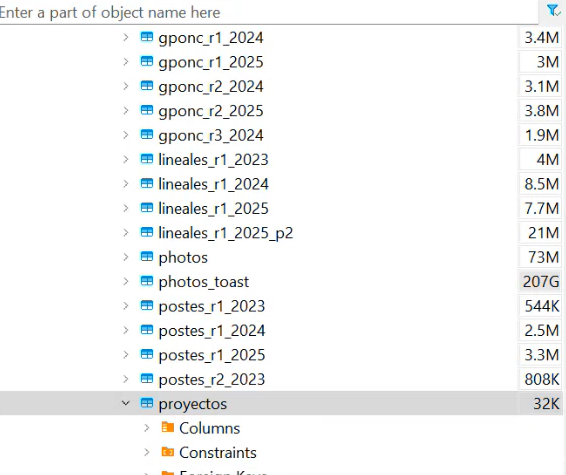 Enter a part of object name here
gponc_r1_2024 3.4M
gponc_r1_2025 3M
gponc_r2_2024 3.1M
gponc_r2_2025 3.8M
gponc_r3_2024 1.9M
lineales_r1_2023 4M
lineales_r1_2024 8.5M
lineales_r1_2025 7.7M
lineales_r1_2025_p2 21M
photos 73M
photos_toast 207G
postes_r1_2023 544K
postes_r1_2024 2.5M
postes_r1_2025 3.3M
postes_r2_2023 808K
proyectos 32K
Columns
Constraints
Foreign Keys